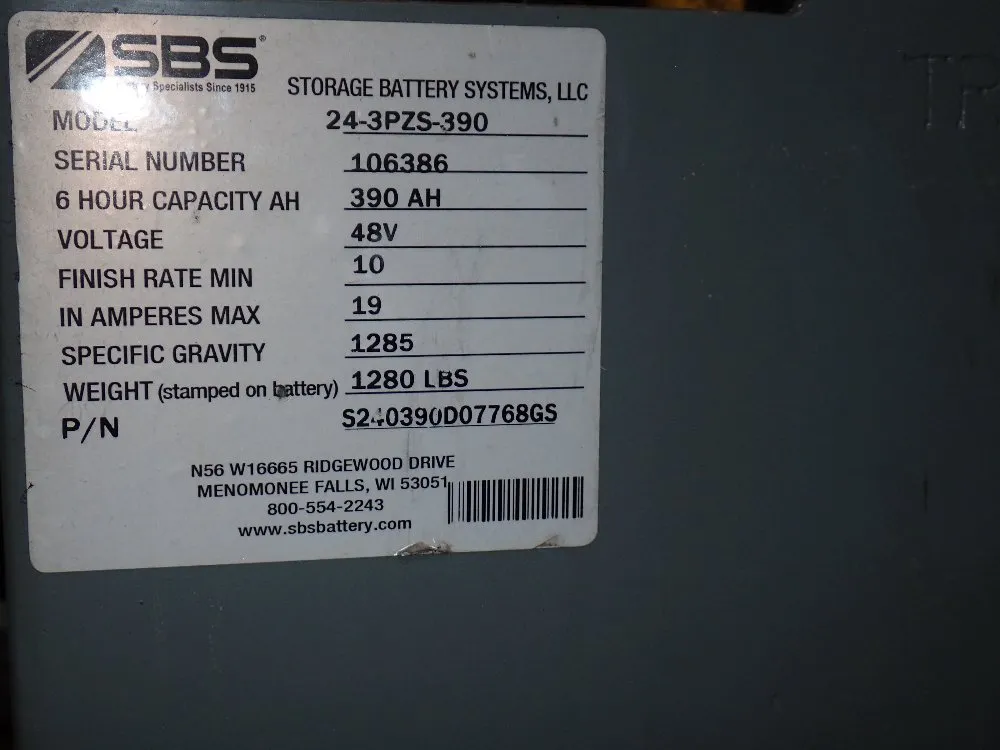 SBS®
Specialists Since 1915
STORAGE BATTERY SYSTEMS, LLC
MODEL 24-3PZS-390
SERIAL NUMBER 106386
6 HOUR CAPACITY AH 390 AH
VOLTAGE 48V
FINISH RATE MIN 10
IN AMPERES MAX 19
SPECIFIC GRAVITY 1285
WEIGHT (stamped on battery) 1280 LBS
P/N S240390D07768GS
N56 W16665 RIDGEWOOD DRIVE
MENOMONEE FALLS, WI 53051
800-554-2243
www.sbsbattery.com